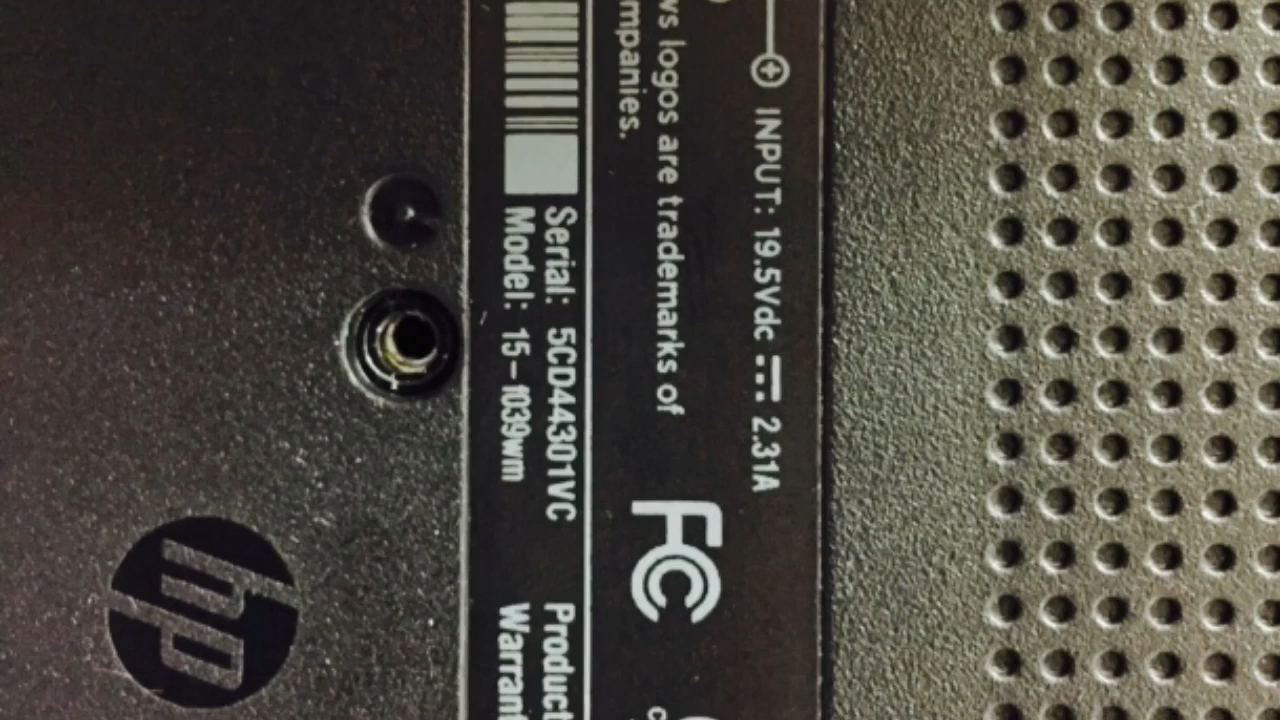 INPUT: 19.5Vdc 2.31A
ws logos are trademarks of
mpanies.
FC
Serial: 5CD44301VC
Model: 15-f039wm
Product
Warrant
hp